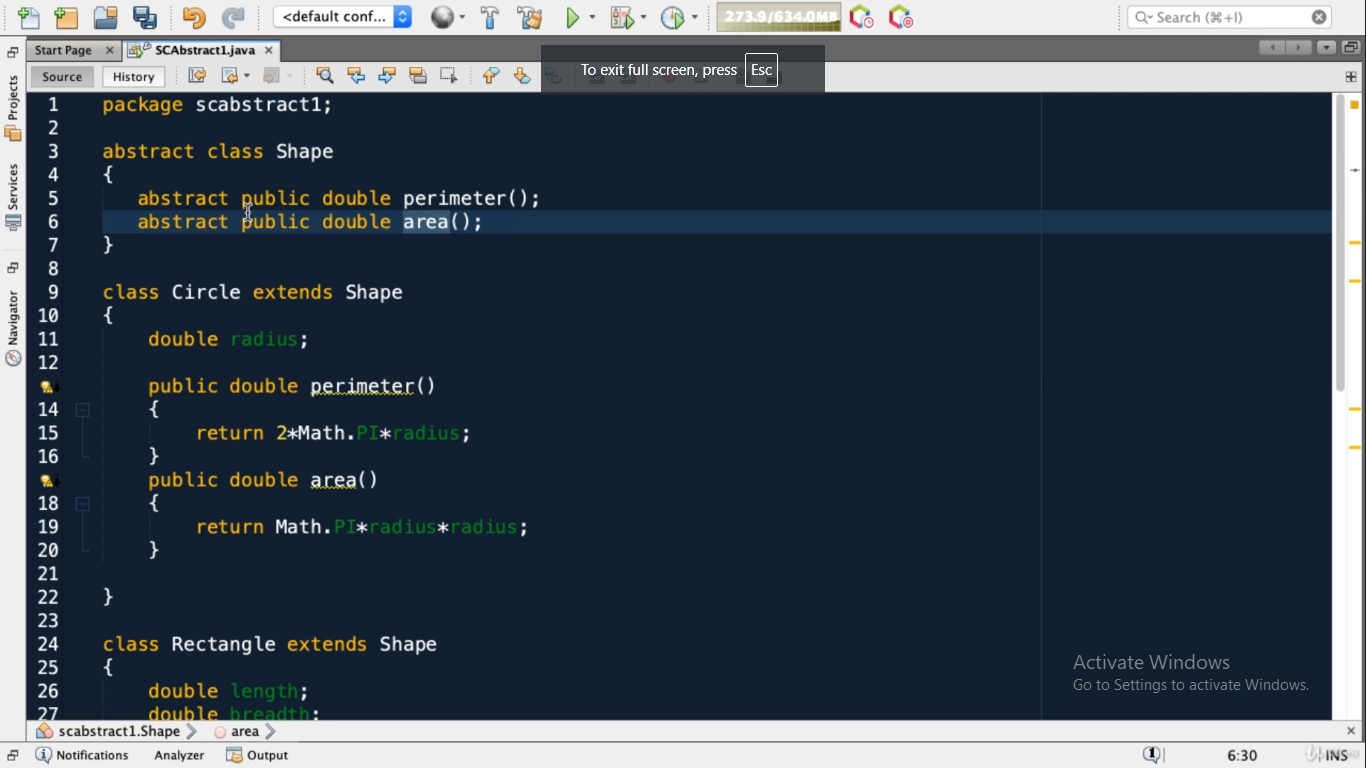 <default conf...
273.9/634.0MB
Search (⌘+I)
Start Page
SCAbstract1.java
To exit full screen, press Esc
Source
History
Projects
Services
Navigator
1 package scabstract1;
2
3 abstract class Shape
4 {
5 abstract public double perimeter();
6 abstract public double area();
7 }
8
9 class Circle extends Shape
10 {
11 double radius;
12
public double perimeter()
14 {
15 return 2*Math.PI*radius;
16 }
public double area()
18 {
19 return Math.PI*radius*radius;
20 }
21
22 }
23
24 class Rectangle extends Shape
25 {
26 double length;
27 double breadth;
Activate Windows
Go to Settings to activate Windows.
scabstract1.Shape
area
Notifications
Analyzer
Output
1
6:30
INS